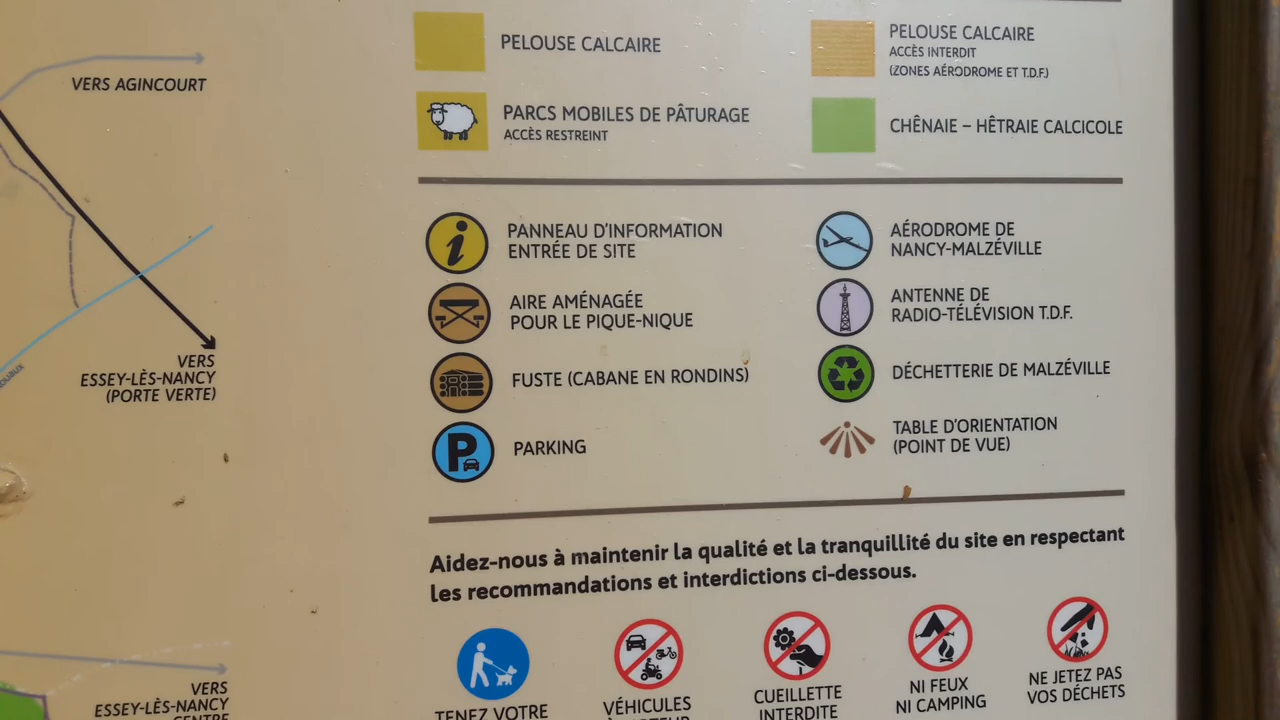 VERS AGINCOURT
VERS
ESSEY-LÈS-NANCY
(PORTE VERTE)
VERS
ESSEY-LÈS-NANCY
CENTRE
PELOUSE CALCAIRE
PARCS MOBILES DE PÂTURAGE
ACCÈS RESTREINT
PELOUSE CALCAIRE
ACCÈS INTERDIT
(ZONES AÉRODROME ET T.D.F.)
CHÊNAIE – HÊTRAIE CALCICOLE
PANNEAU D'INFORMATION
ENTRÉE DE SITE
AIRE AMÉNAGÉE
POUR LE PIQUE-NIQUE
FUSTE (CABANE EN RONDINS)
P
PARKING
AÉRODROME DE
NANCY-MALZÉVILLE
ANTENNE DE
RADIO-TÉLÉVISION T.D.F.
DÉCHETTERIE DE MALZÉVILLE
TABLE D'ORIENTATION
(POINT DE VUE)
Aidez-nous à maintenir la qualité et la tranquillité du site en respectant
les recommandations et interdictions ci-dessous.
TENEZ VOTRE
VÉHICULES
À MOTEUR
CUEILLETTE
INTERDITE
NI FEUX
NI CAMPING
NE JETEZ PAS
VOS DÉCHETS